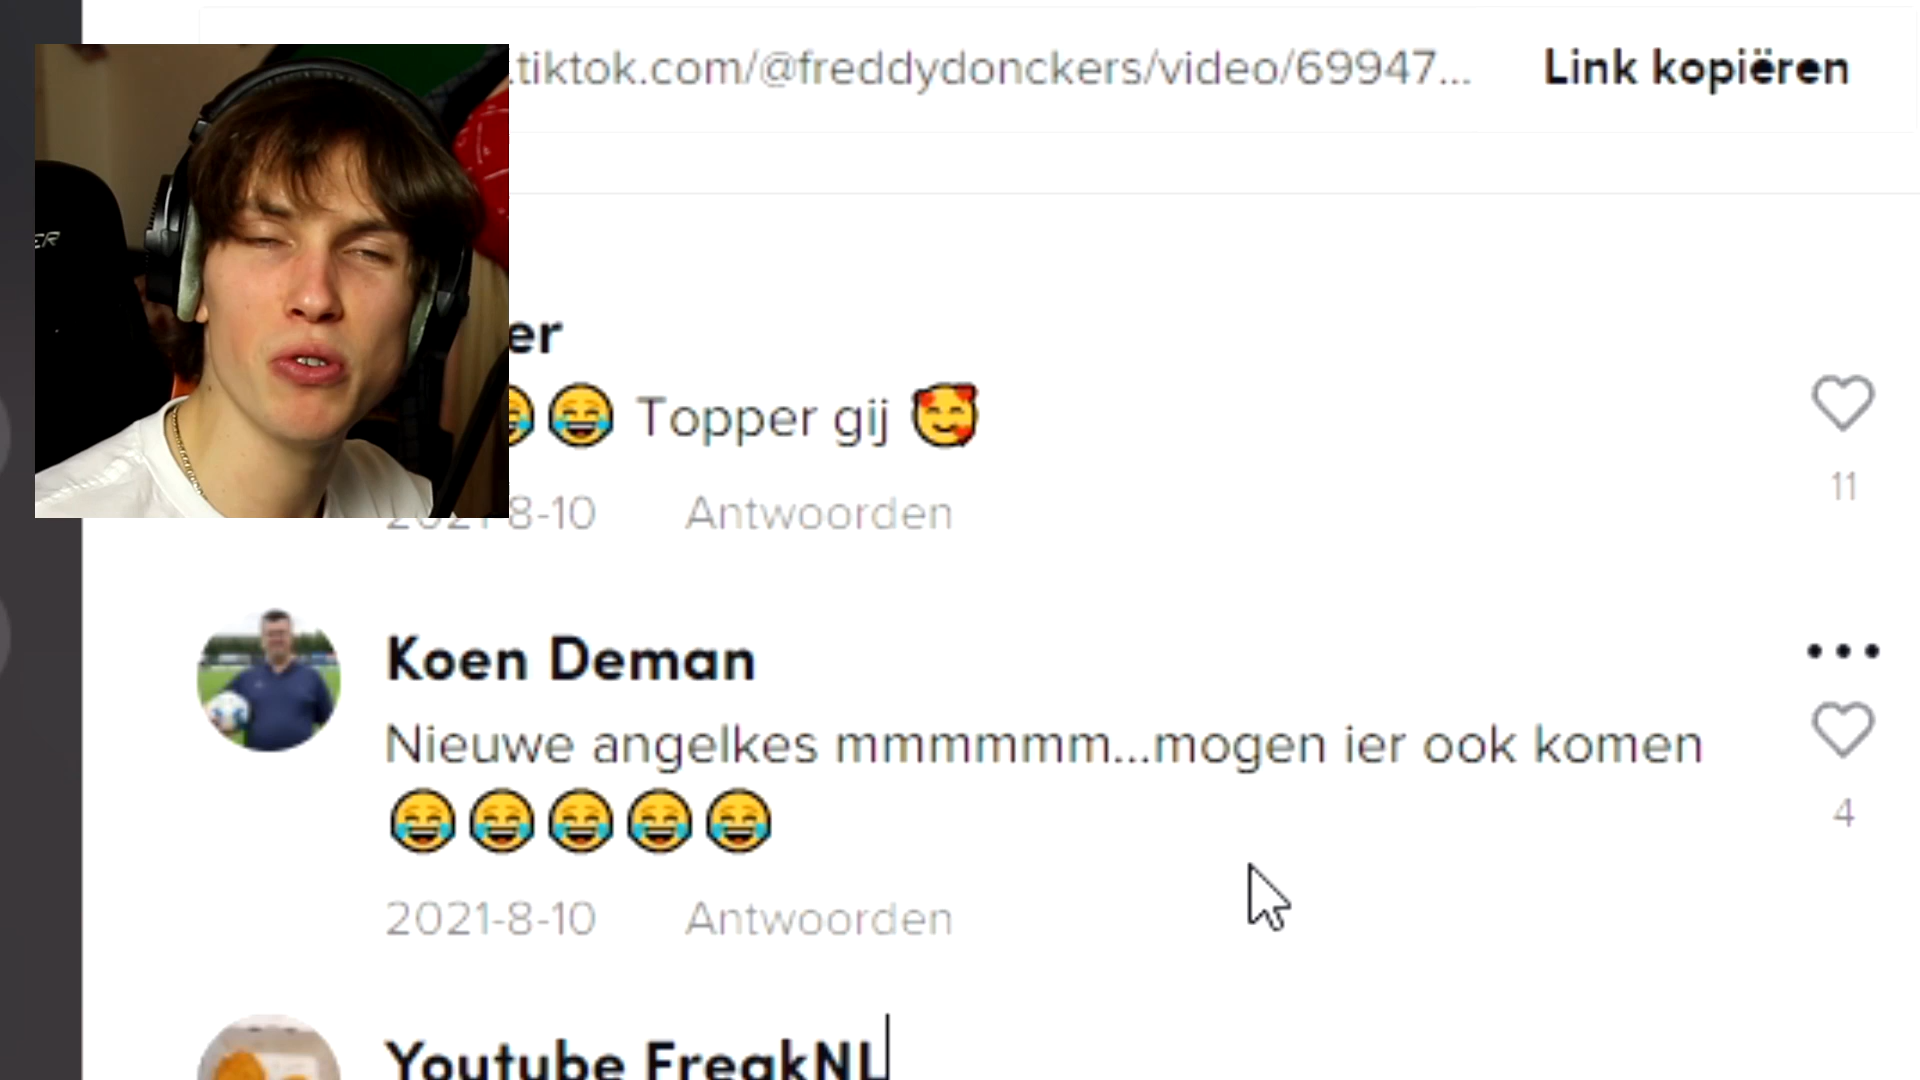 .tiktok.com/@freddydonckers/video/69947... Link kopiëren
er
😂😂 Topper gij 🥰
11
2021-8-10 Antwoorden
Koen Deman
Nieuwe angelkes mmmmmm...mogen ier ook komen
😂😂😂😂😂
4
2021-8-10 Antwoorden
Youtube FreakNL